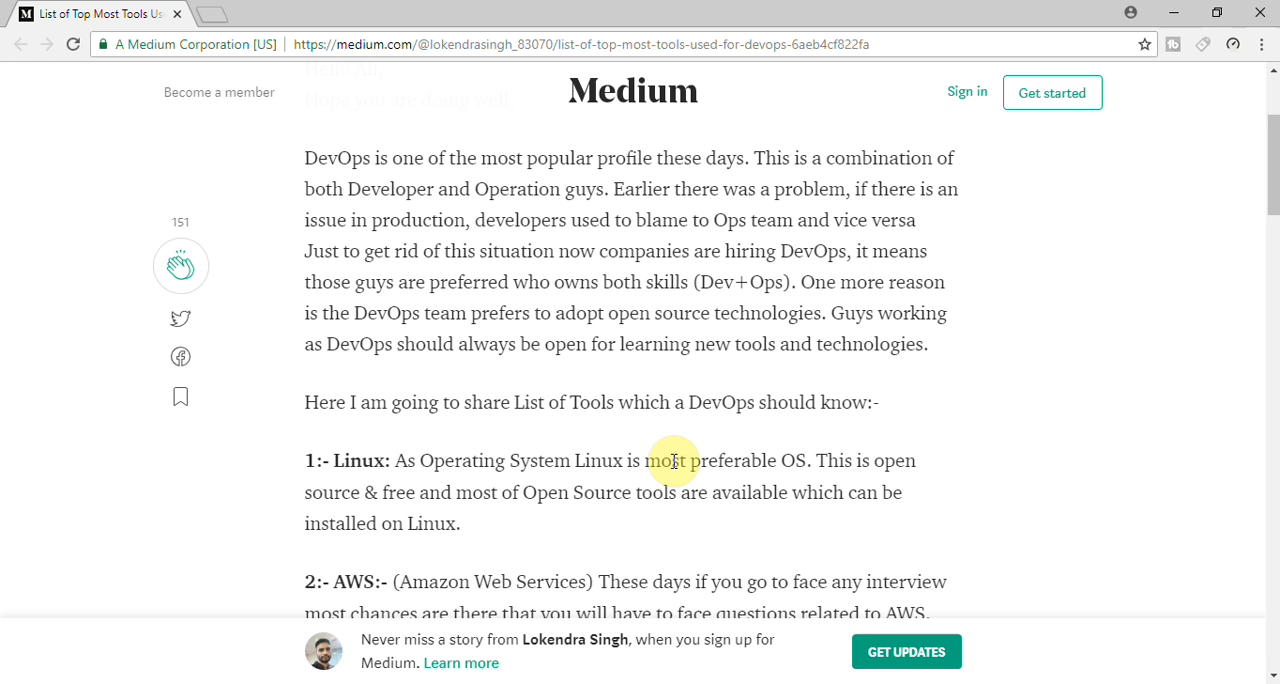 List of Top Most Tools Us
A Medium Corporation [US] https://medium.com/@lokendrasingh_83070/list-of-top-most-tools-used-for-devops-6aeb4cf822fa
Hello All,
Become a member
Hope you are doing well,
Medium
Sign in
Get started
DevOps is one of the most popular profile these days. This is a combination of
both Developer and Operation guys. Earlier there was a problem, if there is an
issue in production, developers used to blame to Ops team and vice versa
Just to get rid of this situation now companies are hiring DevOps, it means
those guys are preferred who owns both skills (Dev+Ops). One more reason
is the DevOps team prefers to adopt open source technologies. Guys working
as DevOps should always be open for learning new tools and technologies.
151
Here I am going to share List of Tools which a DevOps should know:-
1:- Linux: As Operating System Linux is most preferable OS. This is open
source & free and most of Open Source tools are available which can be
installed on Linux.
2:- AWS:- (Amazon Web Services) These days if you go to face any interview
most chances are there that you will have to face questions related to AWS.
Never miss a story from Lokendra Singh, when you sign up for
Medium. Learn more
GET UPDATES